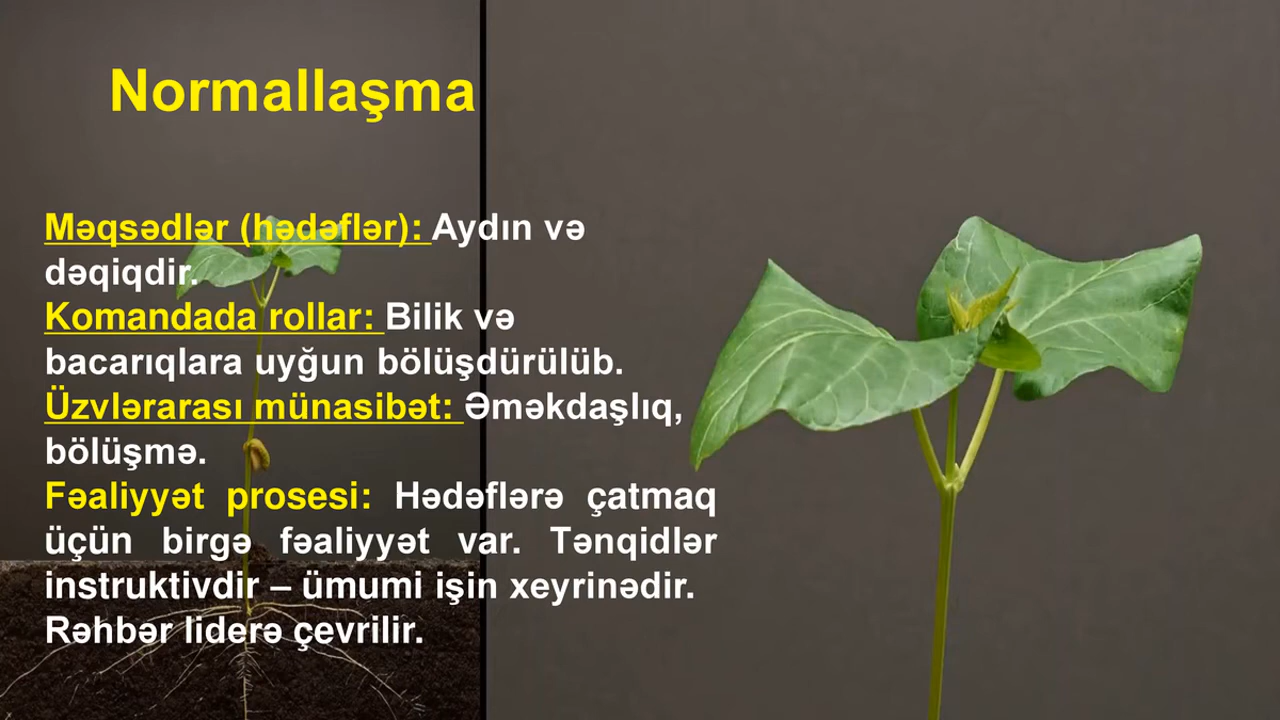 Normallaşma
Məqsədlər (hədəflər): Aydın və
dəqiqdir.
Komandada rollar: Bilik və
bacarıqlara uyğun bölüşdürülüb.
Üzvlərarası münasibət: Əməkdaşlıq,
bölüşmə.
Fəaliyyət prosesi: Hədəflərə çatmaq
üçün birgə fəaliyyət var. Tənqidlər
instruktivdir – ümumi işin xeyrinədir.
Rəhbər liderə çevrilir.